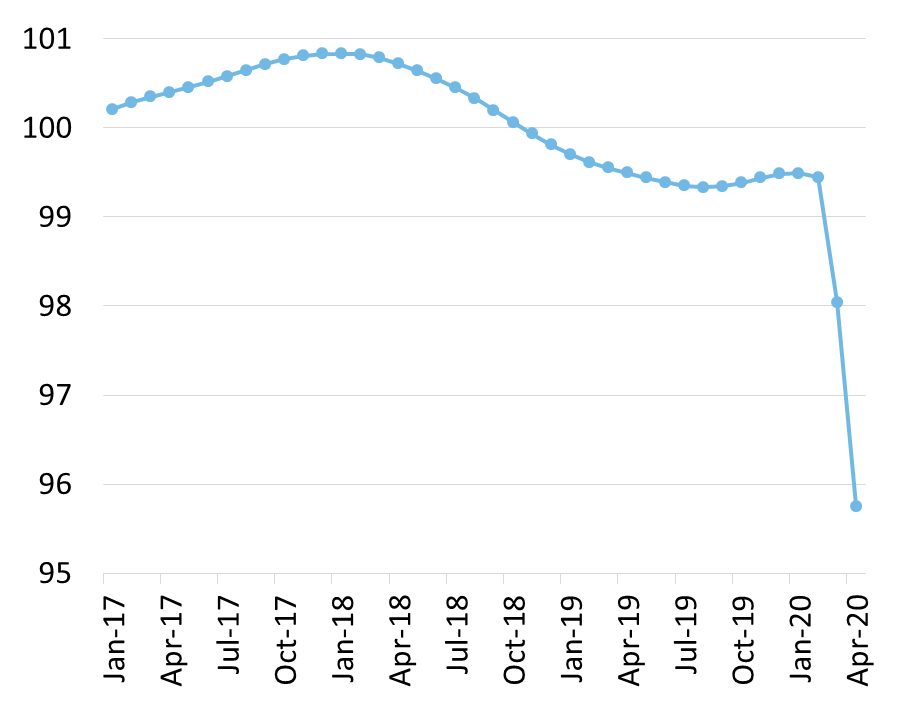 101
100
99
98
97
96
95
Jan-17
Apr-17
Jul-17
Oct-17
Jan-18
Apr-18
Jul-18
Oct-18
Jan-19
Apr-19
Jul-19
Oct-19
Jan-20
Apr-20